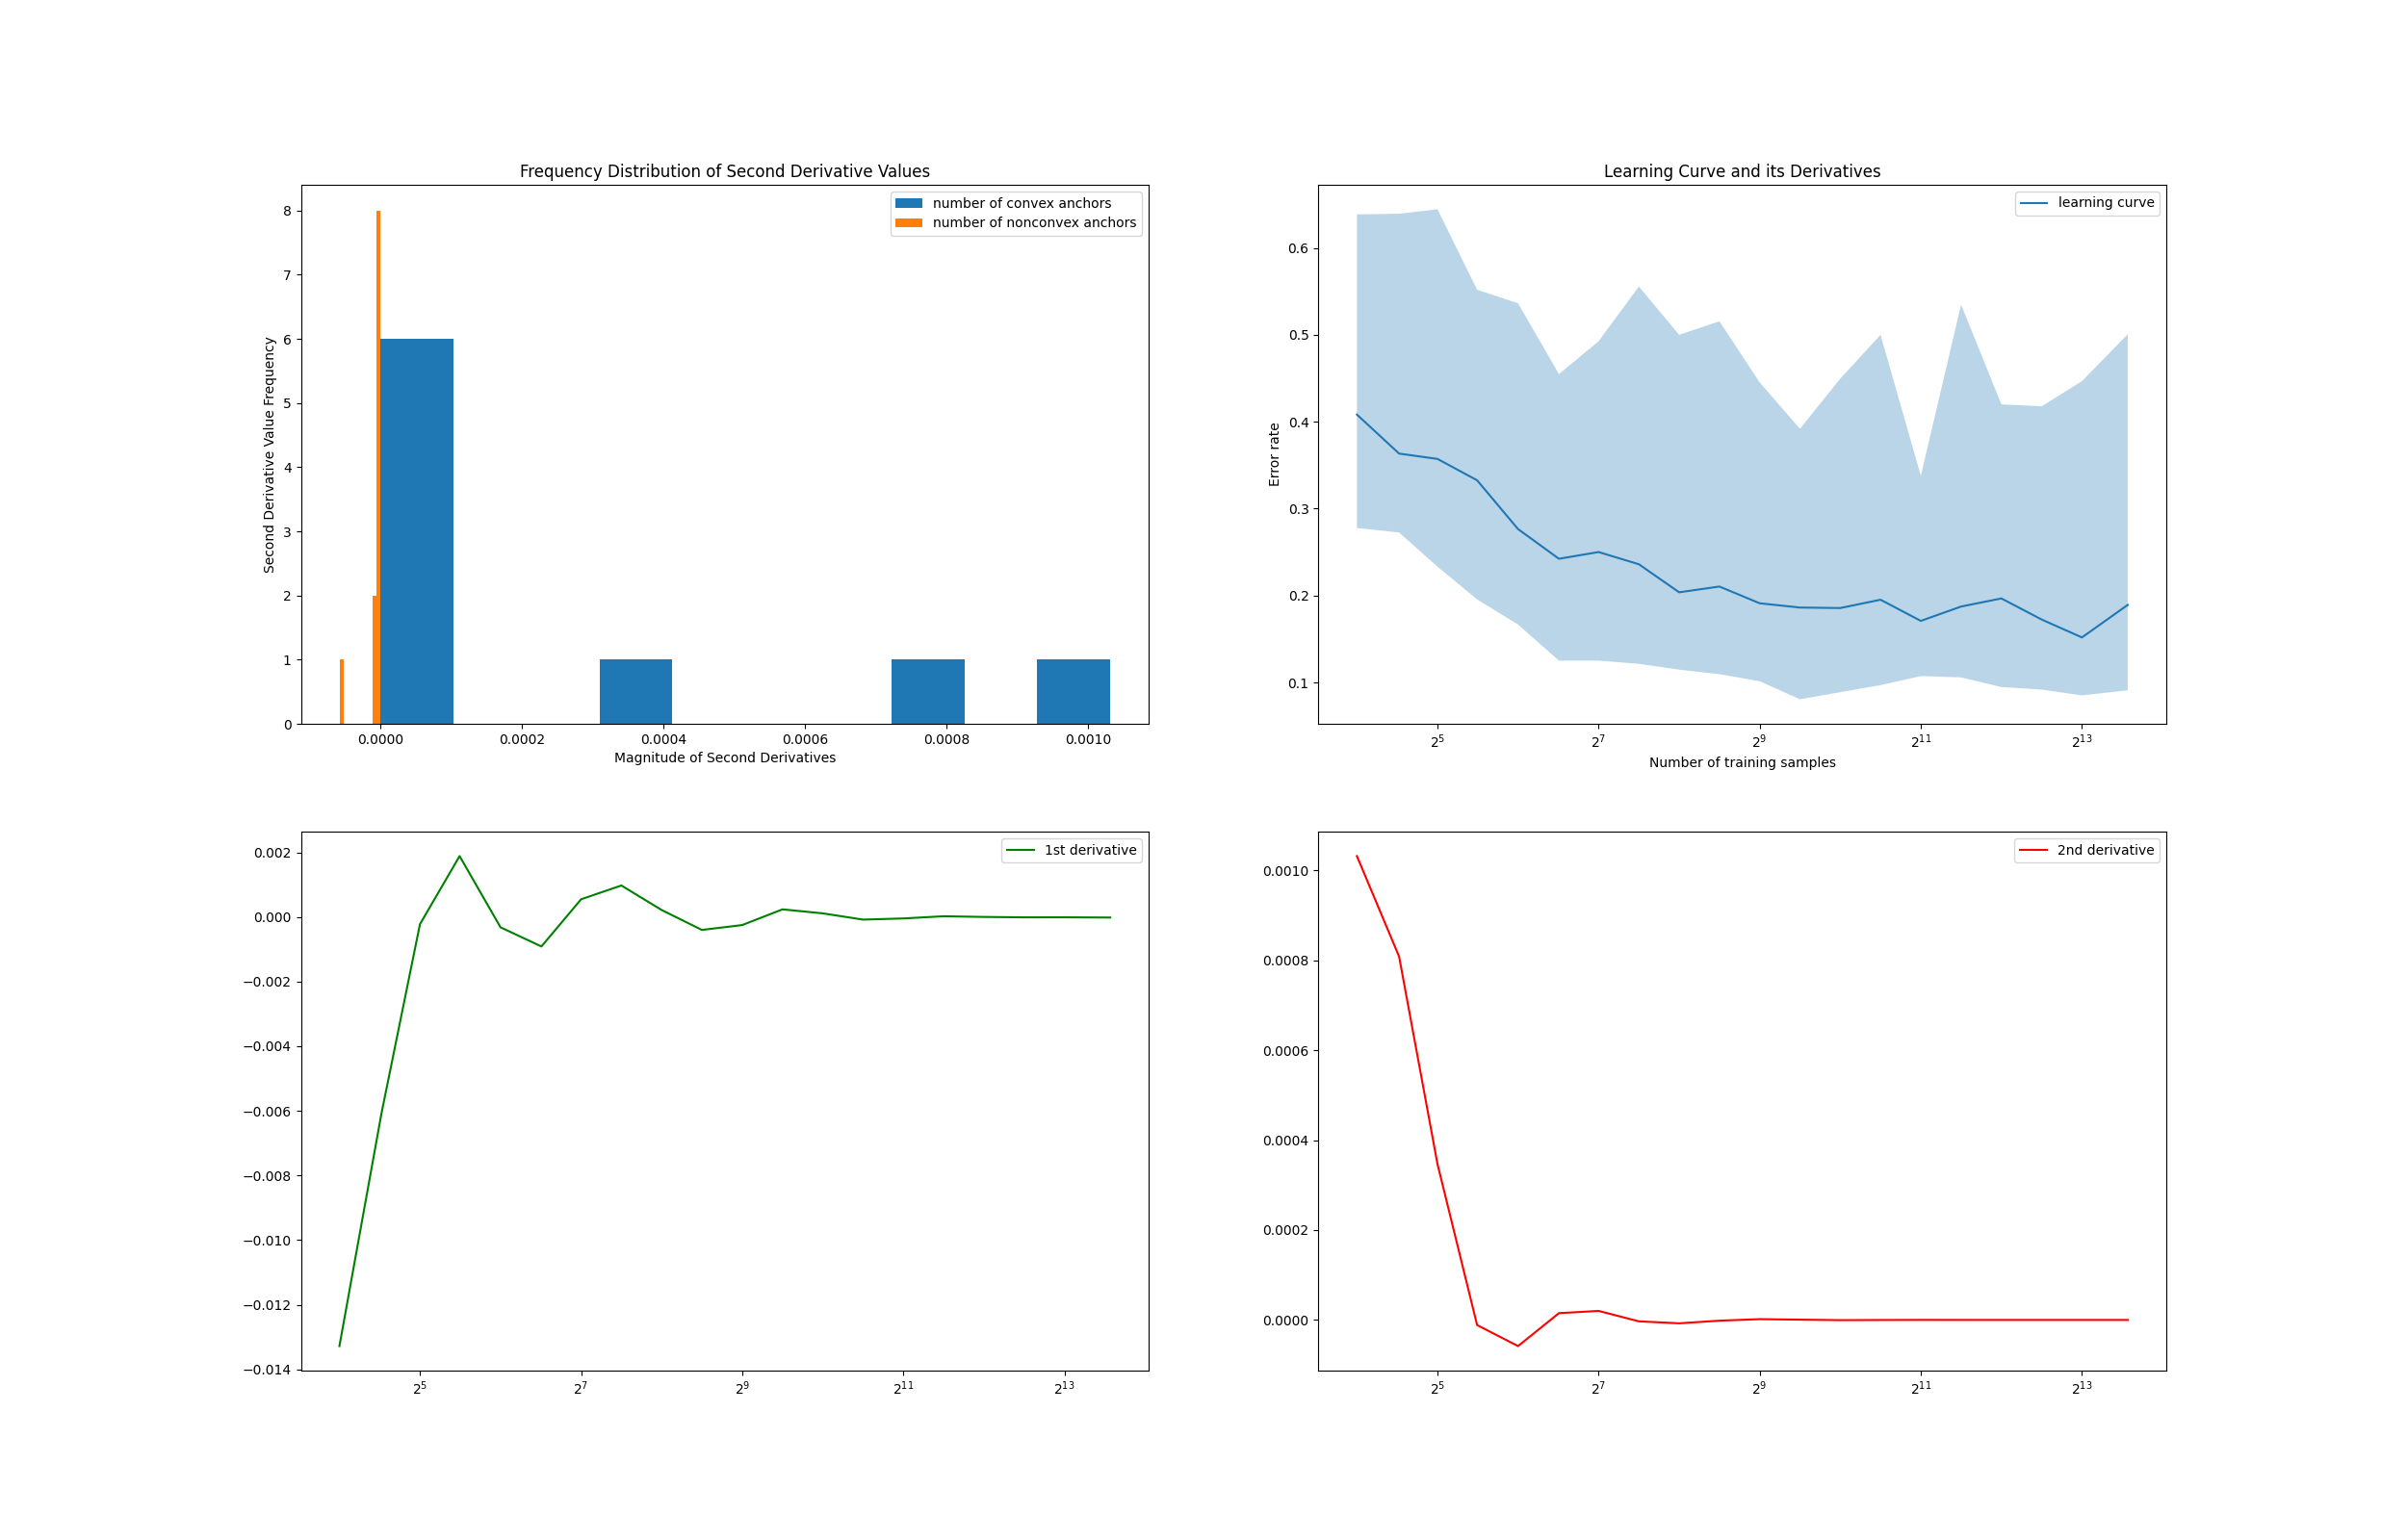 Frequency Distribution of Second Derivative Values
number of convex anchors
number of nonconvex anchors
8
7
6
5
4
3
2
1
0
Second Derivative Value Frequency
0.0000 0.0002 0.0004 0.0006 0.0008 0.0010
Magnitude of Second Derivatives
Learning Curve and its Derivatives
learning curve
0.6
0.5
0.4
0.3
0.2
0.1
Error rate
2^5 2^7 2^9 2^11 2^13
Number of training samples
1st derivative
0.002
0.000
−0.002
−0.004
−0.006
−0.008
−0.010
−0.012
−0.014
2^5 2^7 2^9 2^11 2^13
2nd derivative
0.0010
0.0008
0.0006
0.0004
0.0002
0.0000
2^5 2^7 2^9 2^11 2^13